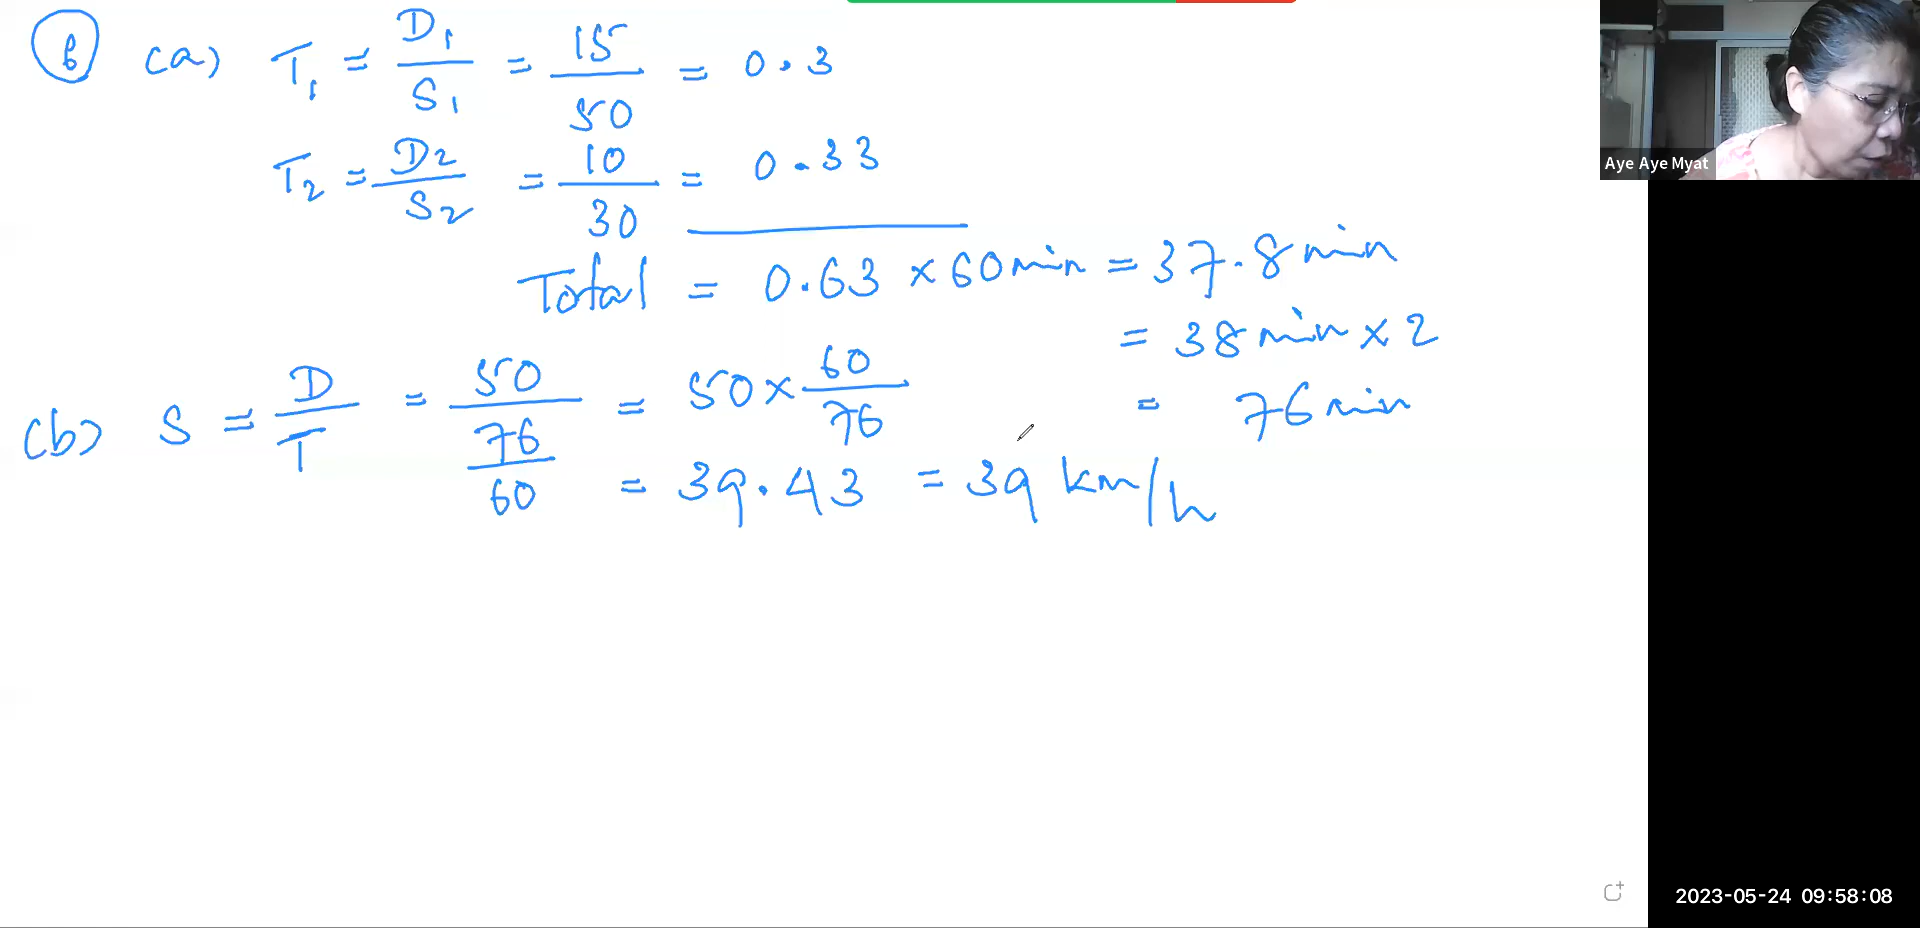 6 (a) T₁ = D₁/S₁ = 15/50 = 0.3
T₂ = D₂/S₂ = 10/30 = 0.33
Total = 0.63 × 60 min = 37.8 min
= 38 min × 2
= 76 min
(b) S = D/T = 50/(76/60) = 50 × 60/76
= 39.43 = 39 km/h
Aye Aye Myat
2023-05-24 09:58:08